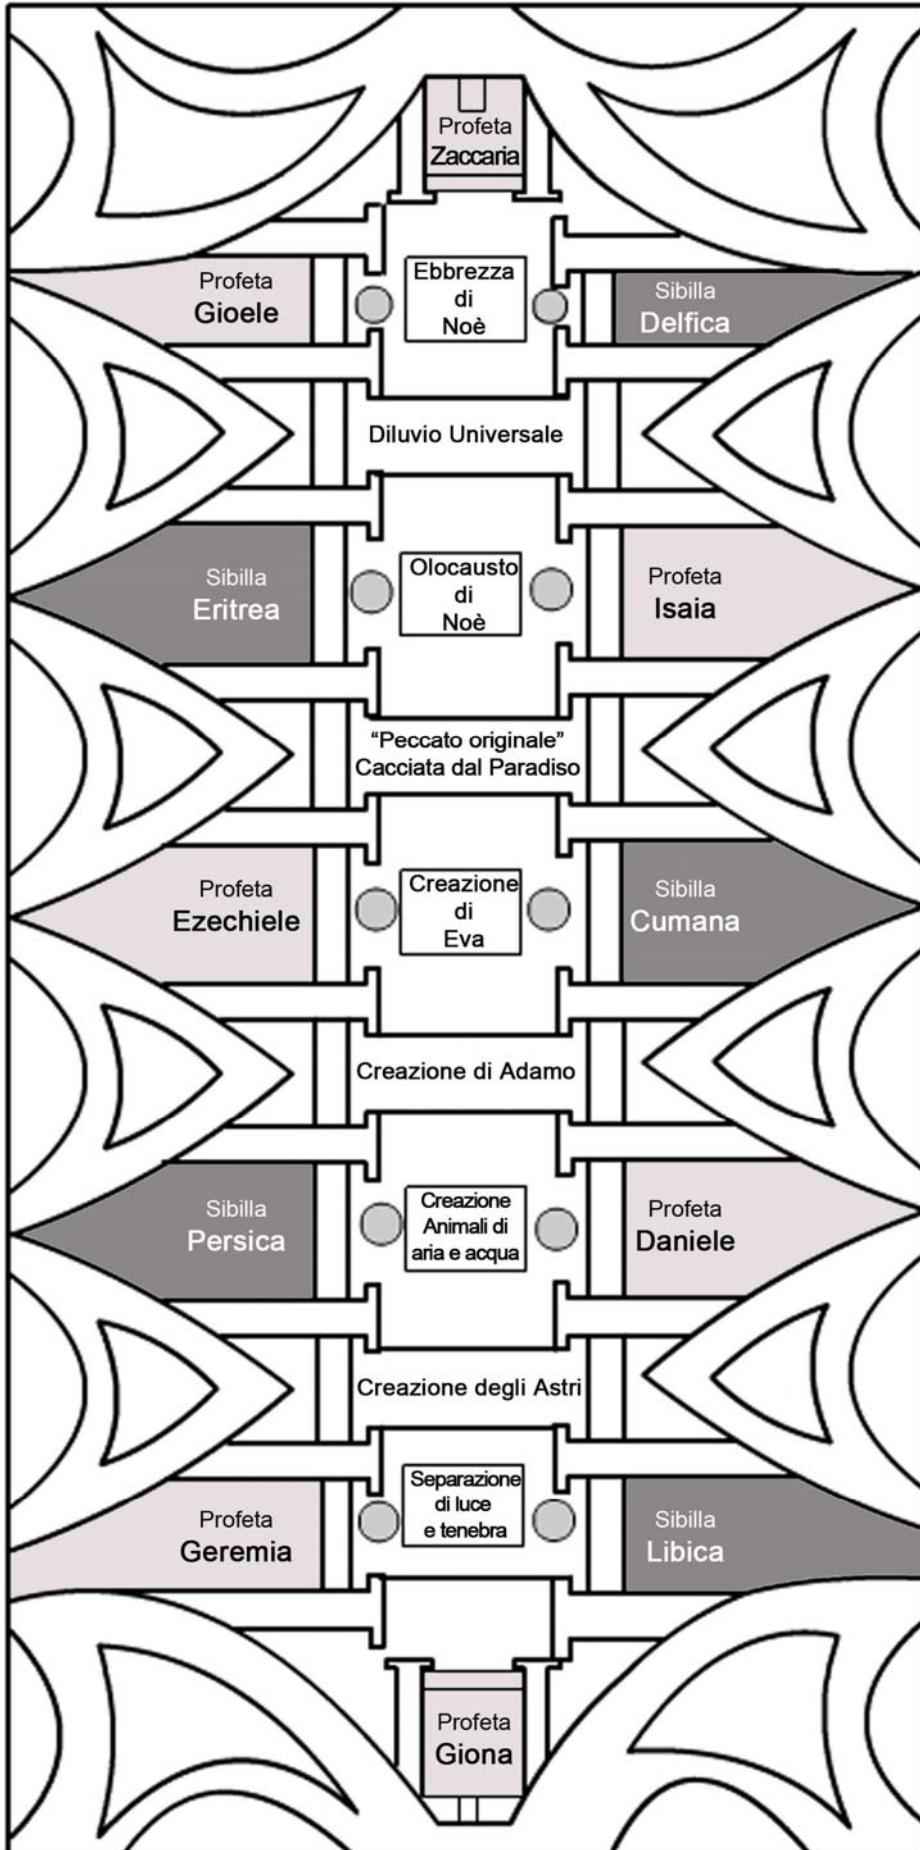 Profeta
Zaccaria
Profeta
Gioele
Ebbrezza
di
Noè
Sibilla
Delfica
Diluvio Universale
Sibilla
Eritrea
Olocausto
di
Noè
Profeta
Isaia
“Peccato originale”
Cacciata dal Paradiso
Profeta
Ezechiele
Creazione
di
Eva
Sibilla
Cumana
Creazione di Adamo
Sibilla
Persica
Creazione
Animali di
aria e acqua
Profeta
Daniele
Creazione degli Astri
Profeta
Geremia
Separazione
di luce
e tenebra
Sibilla
Libica
Profeta
Giona